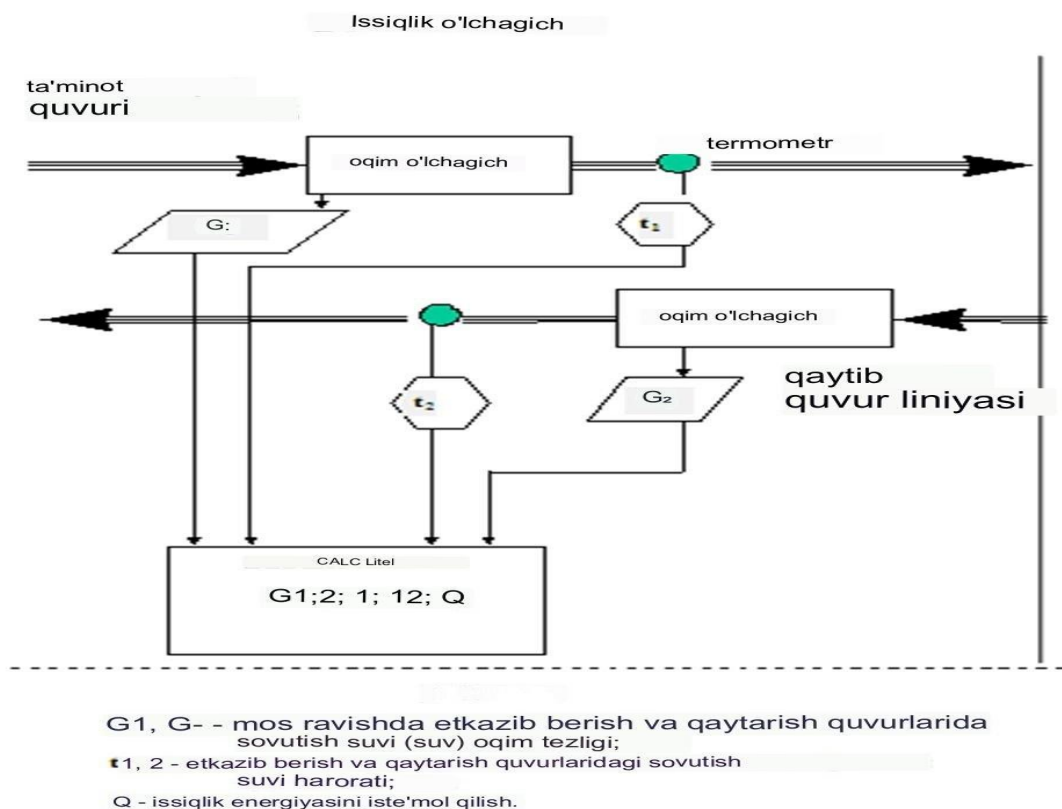 Issiqlik o'lchagich
ta'minot
quvuri
oqim o'lchagich
termometr
G:
t₁
oqim o'lchagich
t₂
G₂
qaytib
quvur liniyasi
CALC Litel
G1;2; 1; 12; Q
G1, G- - mos ravishda etkazib berish va qaytarish quvurlarida
sovutish suvi (suv) oqim tezligi;
t1, 2 - etkazib berish va qaytarish quvurlaridagi sovutish
suvi harorati;
Q - issiqlik energiyasini iste'mol qilish.